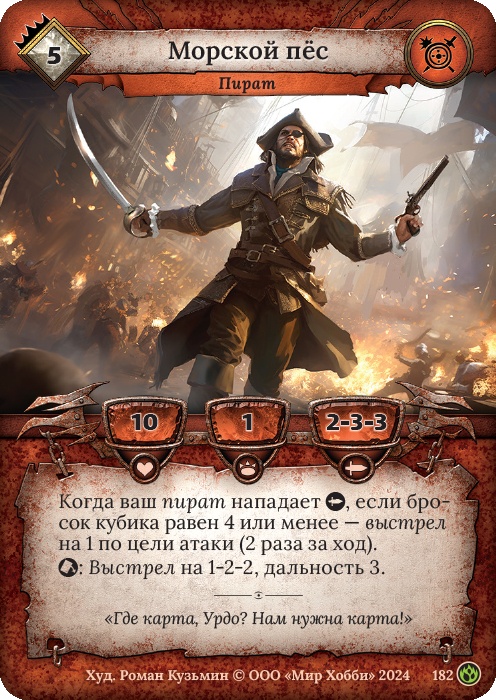 5
Морской пёс
Пират
10
1
2-3-3
Когда ваш пират нападает , если бро-
сок кубика равен 4 или менее — выстрел
на 1 по цели атаки (2 раза за ход).
: Выстрел на 1-2-2, дальность 3.
«Где карта, Урдо? Нам нужна карта!»
Худ. Роман Кузьмин © ООО «Мир Хобби» 2024 182